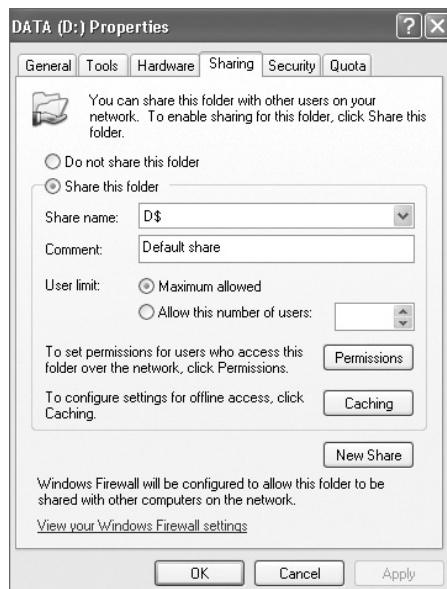 DATA (D:) Properties
General Tools Hardware Sharing Security Quota
You can share this folder with other users on your
network. To enable sharing for this folder, click Share this
folder.
Do not share this folder
Share this folder
Share name: D$
Comment: Default share
User limit: Maximum allowed
Allow this number of users:
To set permissions for users who access this
folder over the network, click Permissions.
Permissions
To configure settings for offline access, click
Caching.
Caching
New Share
Windows Firewall will be configured to allow this folder to be
shared with other computers on the network.
View your Windows Firewall settings
OK Cancel Apply